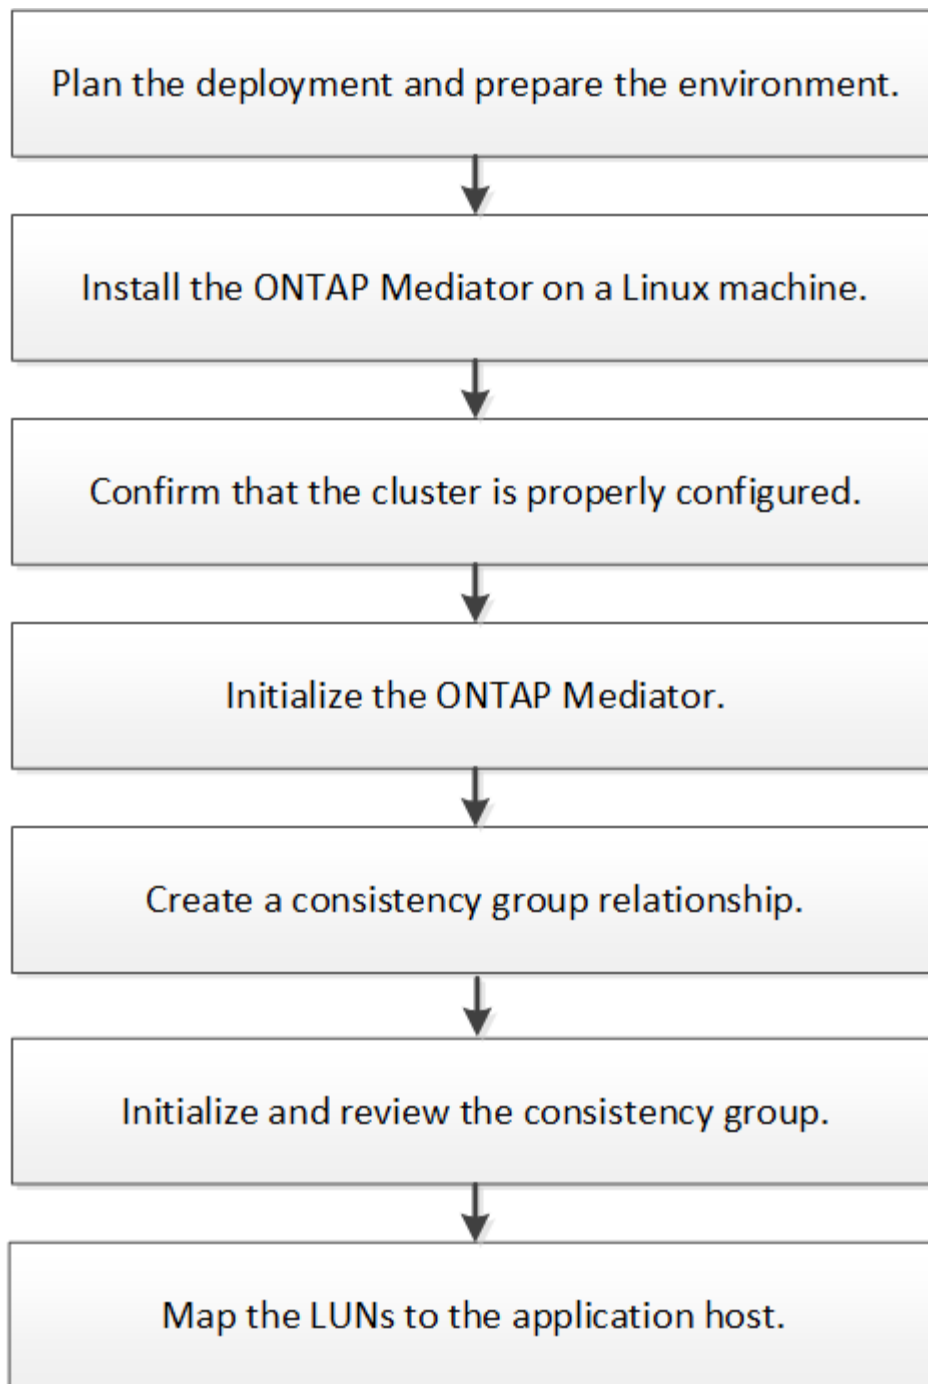 Plan the deployment and prepare the environment.
Install the ONTAP Mediator on a Linux machine.
Confirm that the cluster is properly configured.
Initialize the ONTAP Mediator.
Create a consistency group relationship.
Initialize and review the consistency group.
Map the LUNs to the application host.